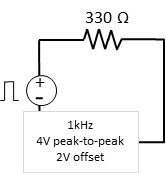 330 Ω
+
-
1kHz
4V peak-to-peak
2V offset